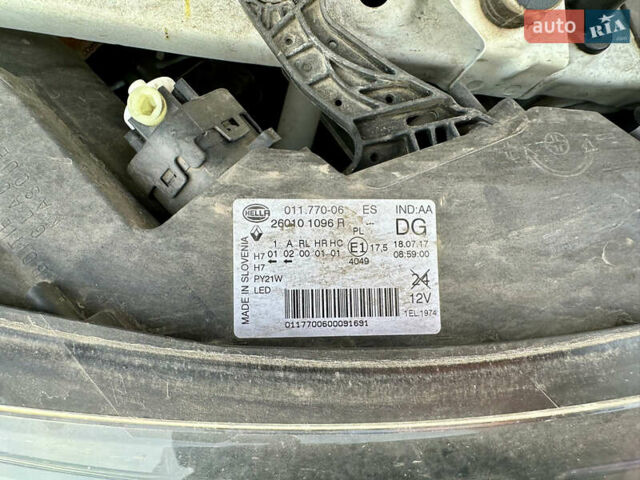 auto RIA
HELLA 011.770-06 ES IND:AA
26010 1096 R --- DG
PL
1 A RL HR HC E1 17,5 18.07.17
H7 01 02 00 01 01 4049 08:59:00
H7
PY21W 24
LED 12V
MADE IN SLOVENIA
1EL.1974
0117700600091691